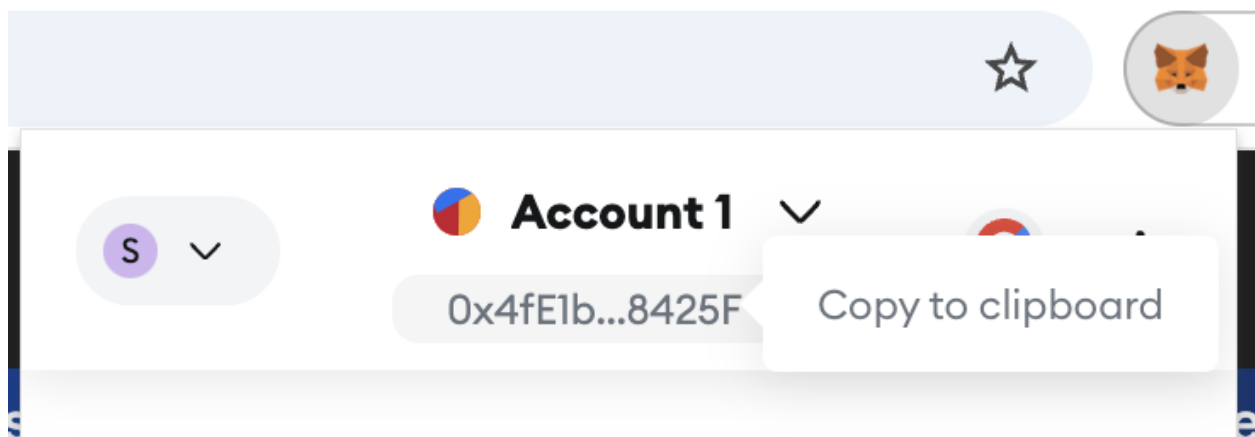 Account 1
S
0x4fE1b...8425F
Copy to clipboard
s
e